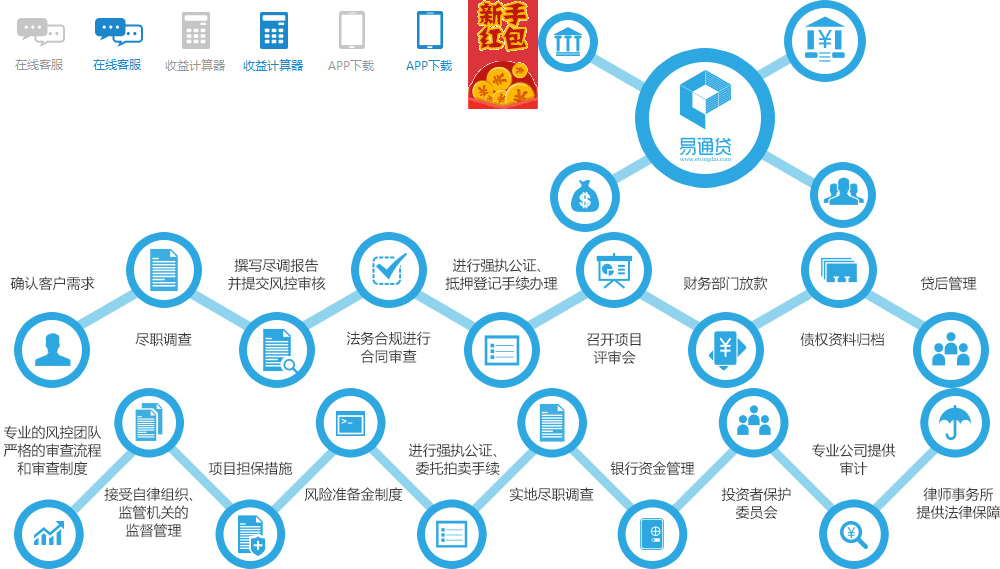 在线客服
在线客服
收益计算器
收益计算器
APP下载
APP下载
新手
红包
易通贷
www.etongdai.com
确认客户需求
尽职调查
撰写尽调报告
并提交风控审核
法务合规进行
合同审查
进行强执公证、
抵押登记手续办理
召开项目
评审会
财务部门放款
债权资料归档
贷后管理
专业的风控团队
严格的审查流程
和审查制度
接受自律组织、
监管机关的
监督管理
项目担保措施
风险准备金制度
进行强执公证、
委托拍卖手续
实地尽职调查
银行资金管理
投资者保护
委员会
专业公司提供
审计
律师事务所
提供法律保障